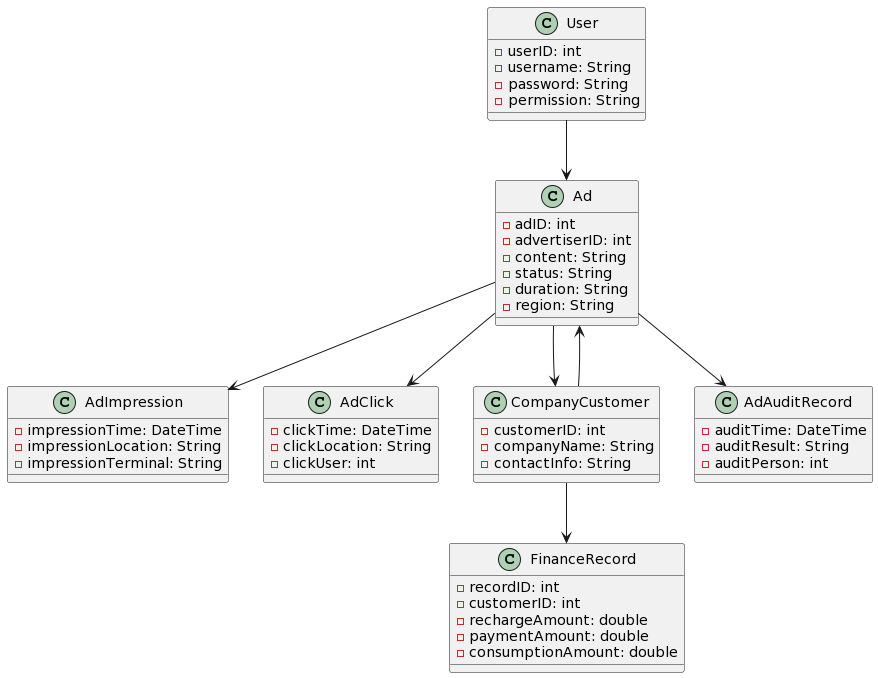 C User
userID: int
username: String
password: String
permission: String
C Ad
adID: int
advertiserID: int
content: String
status: String
duration: String
region: String
C AdImpression
impressionTime: DateTime
impressionLocation: String
impressionTerminal: String
C AdClick
clickTime: DateTime
clickLocation: String
clickUser: int
C CompanyCustomer
customerID: int
companyName: String
contactInfo: String
C AdAuditRecord
auditTime: DateTime
auditResult: String
auditPerson: int
C FinanceRecord
recordID: int
customerID: int
rechargeAmount: double
paymentAmount: double
consumptionAmount: double